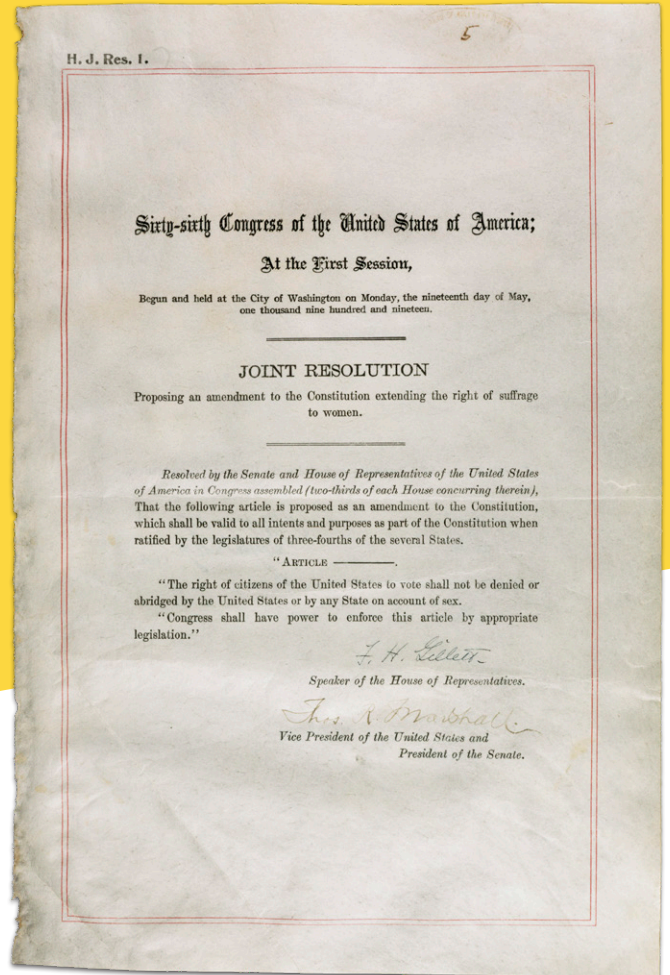 5
H. J. Res. 1.
Sixty-sixth Congress of the United States of America;
At the First Session,
Begun and held at the City of Washington on Monday, the nineteenth day of May,
one thousand nine hundred and nineteen.
JOINT RESOLUTION
Proposing an amendment to the Constitution extending the right of suffrage
to women.
Resolved by the Senate and House of Representatives of the United States
of America in Congress assembled (two-thirds of each House concurring therein),
That the following article is proposed as an amendment to the Constitution,
which shall be valid to all intents and purposes as part of the Constitution when
ratified by the legislatures of three-fourths of the several States.
"ARTICLE ———.
"The right of citizens of the United States to vote shall not be denied or
abridged by the United States or by any State on account of sex.
"Congress shall have power to enforce this article by appropriate
legislation."
F. H. Gillett
Speaker of the House of Representatives.
Thos. R. Marshall.
Vice President of the United States and
President of the Senate.